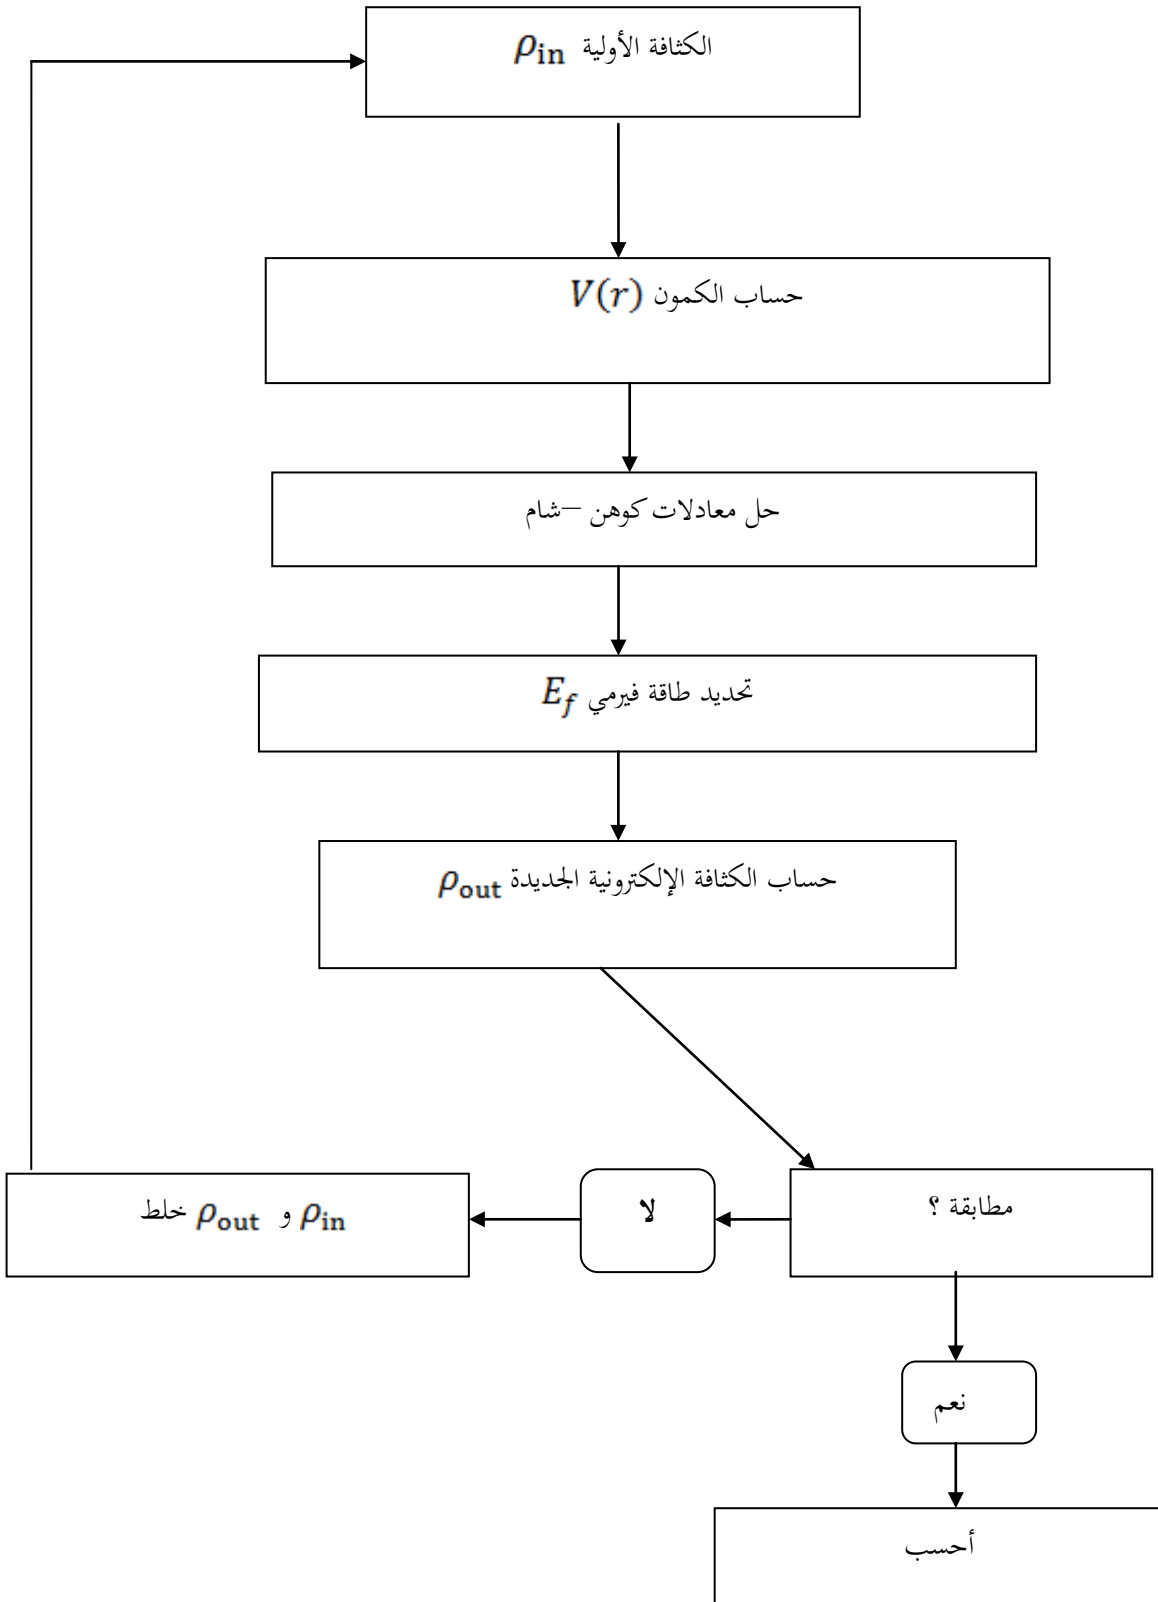 الكثافة الأولية ρin
حساب الكمون V(r)
حل معادلات كوهن –شام
تحديد طاقة فيرمي Ef
حساب الكثافة الإلكترونية الجديدة ρout
مطابقة ؟
لا
خلط ρout و ρin
نعم
أحسب